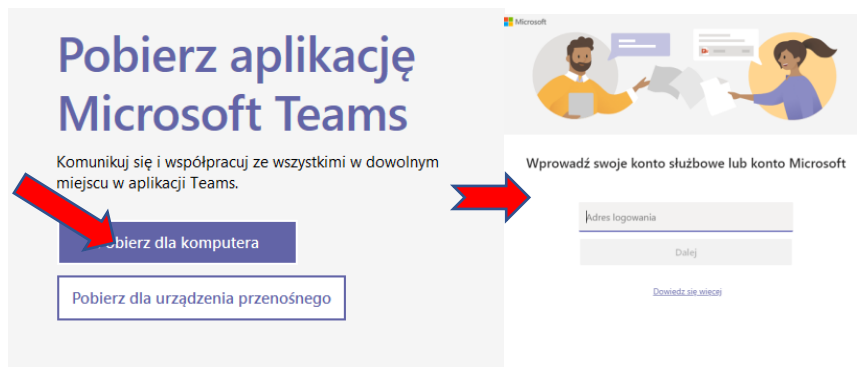 Pobierz aplikację
Microsoft Teams
Komunikuj się i współpracuj ze wszystkimi w dowolnym
miejscu w aplikacji Teams.
dla komputera
Pobierz dla urządzenia przenośnego
Microsoft
Wprowadź swoje konto służbowe lub konto Microsoft
Adres logowania
Dalej
Dowiedz się więcej